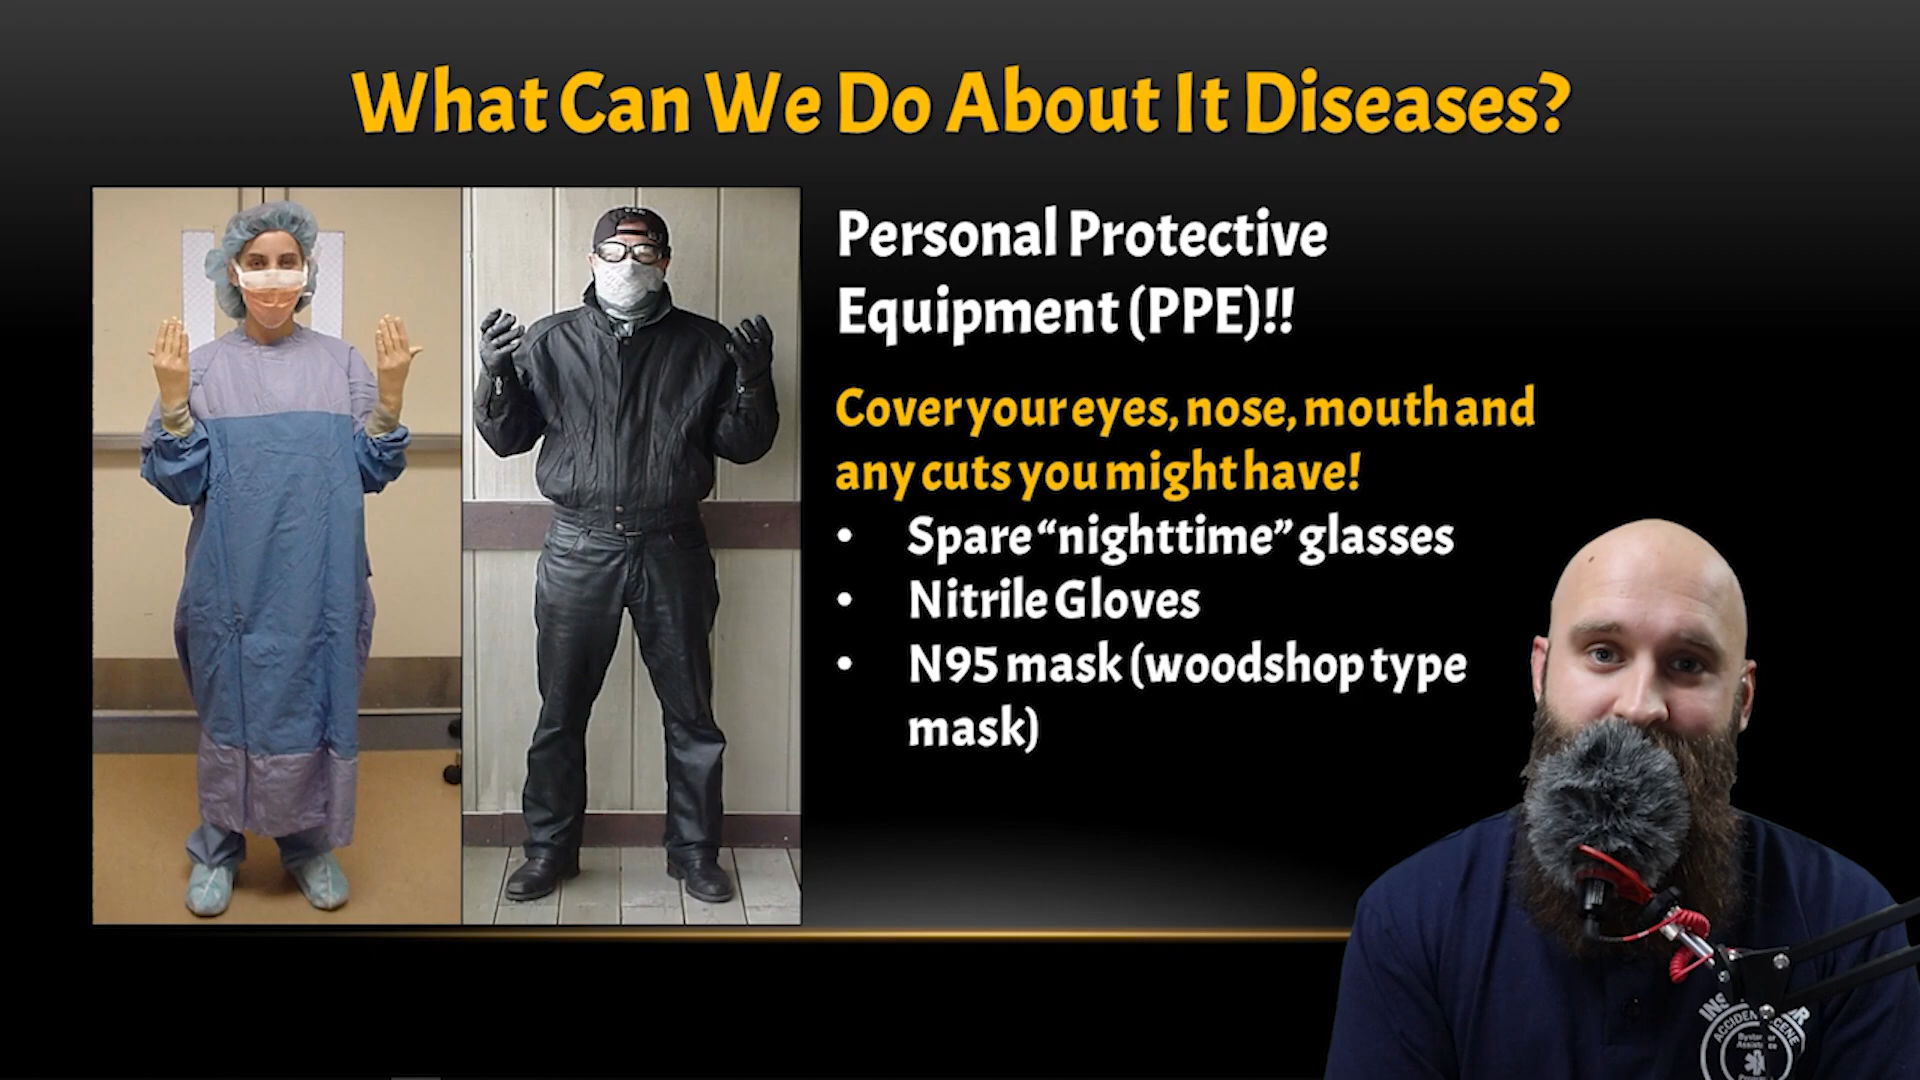 What Can We Do About It Diseases?
Personal Protective
Equipment (PPE)!!
Cover your eyes, nose, mouth and
any cuts you might have!
• Spare “nighttime” glasses
• Nitrile Gloves
• N95 mask (woodshop type
mask)